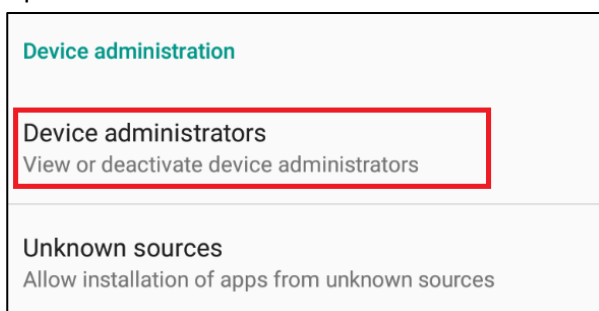 Device administration
Device administrators
View or deactivate device administrators
Unknown sources
Allow installation of apps from unknown sources